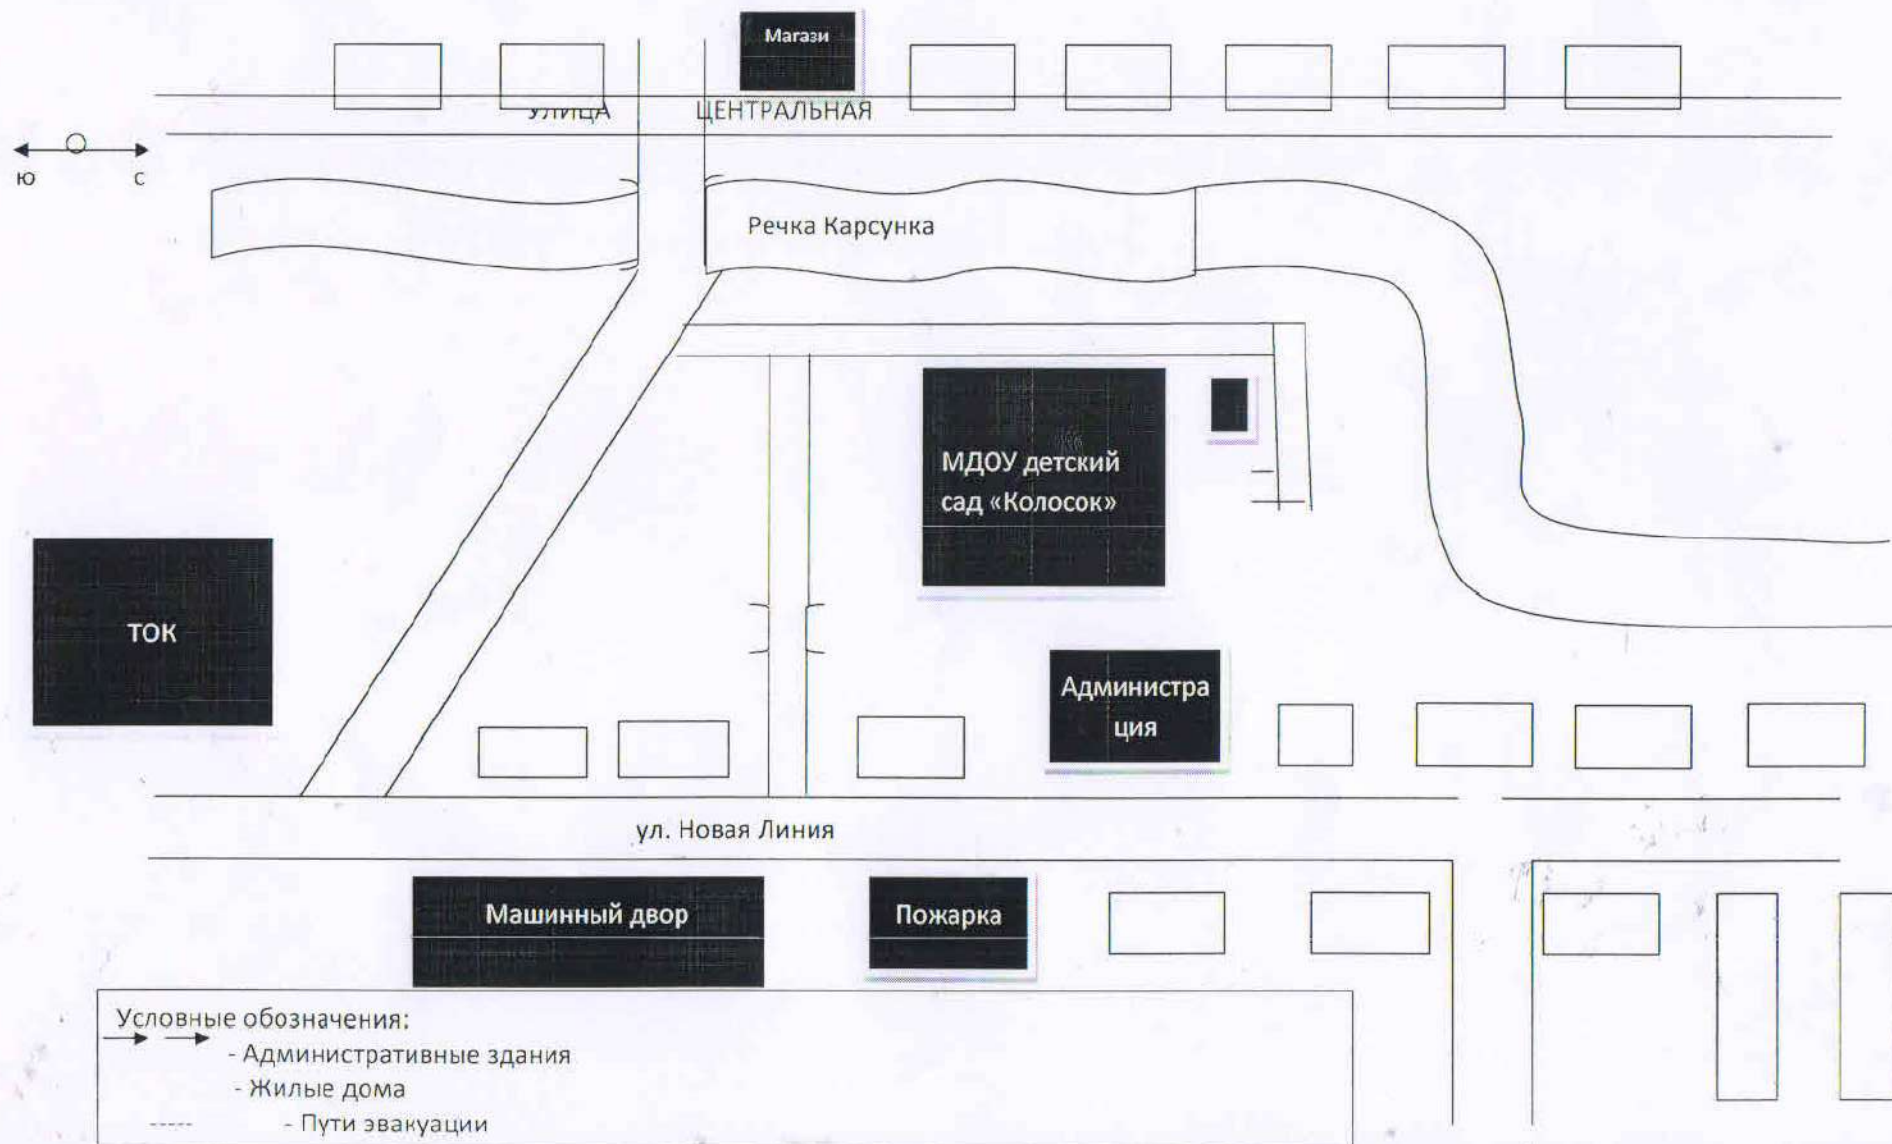 Магази
УЛИЦА ЦЕНТРАЛЬНАЯ
ю с
Речка Карсунка
МДОУ детский
сад «Колосок»
ТОК
Администра
ция
ул. Новая Линия
Машинный двор
Пожарка
Условные обозначения:
- Административные здания
- Жилые дома
----- - Пути эвакуации